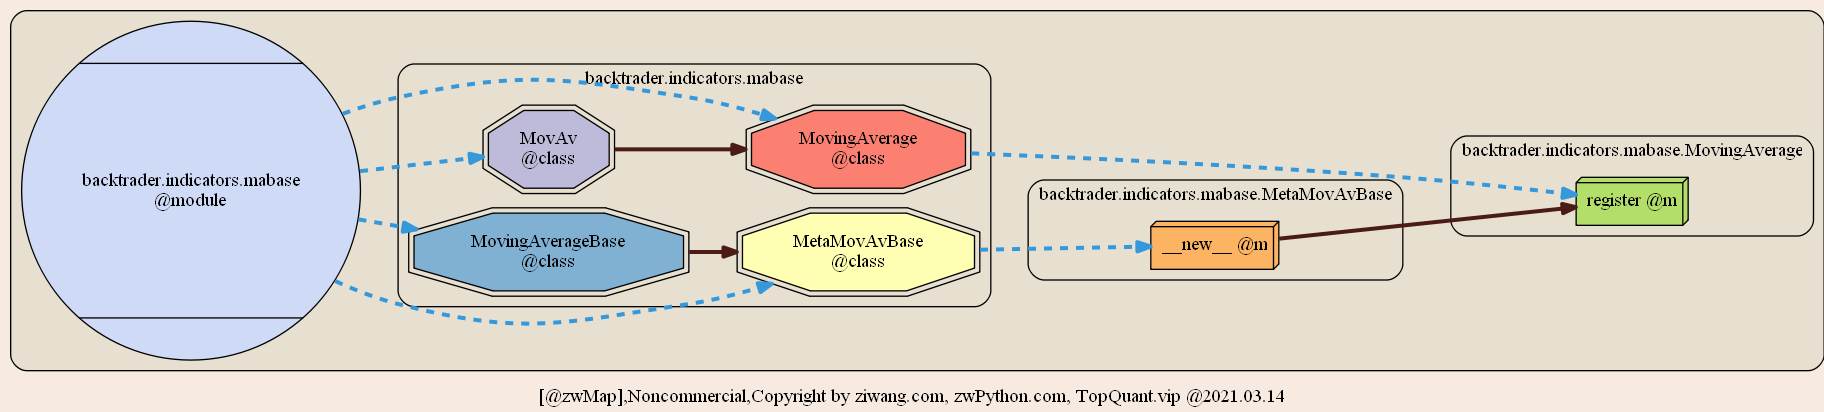 backtrader.indicators.mabase
@module
backtrader.indicators.mabase
MovAv
@class
MovingAverage
@class
MovingAverageBase
@class
MetaMovAvBase
@class
backtrader.indicators.mabase.MetaMovAvBase
__new__ @m
backtrader.indicators.mabase.MovingAverage
register @m
[@zwMap],Noncommercial,Copyright by ziwang.com, zwPython.com, TopQuant.vip @2021.03.14